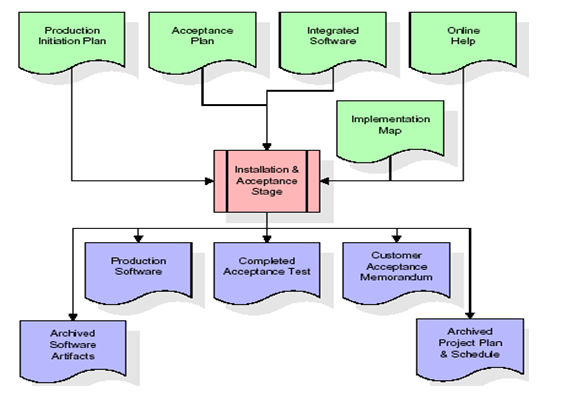 Production
Initiation Plan
Acceptance
Plan
Integrated
Software
Online
Help
Implementation
Map
Installation &
Acceptance
Stage
Production
Software
Completed
Acceptance Test
Customer
Acceptance
Memorandum
Archived
Software
Artifacts
Archived
Project Plan
& Schedule